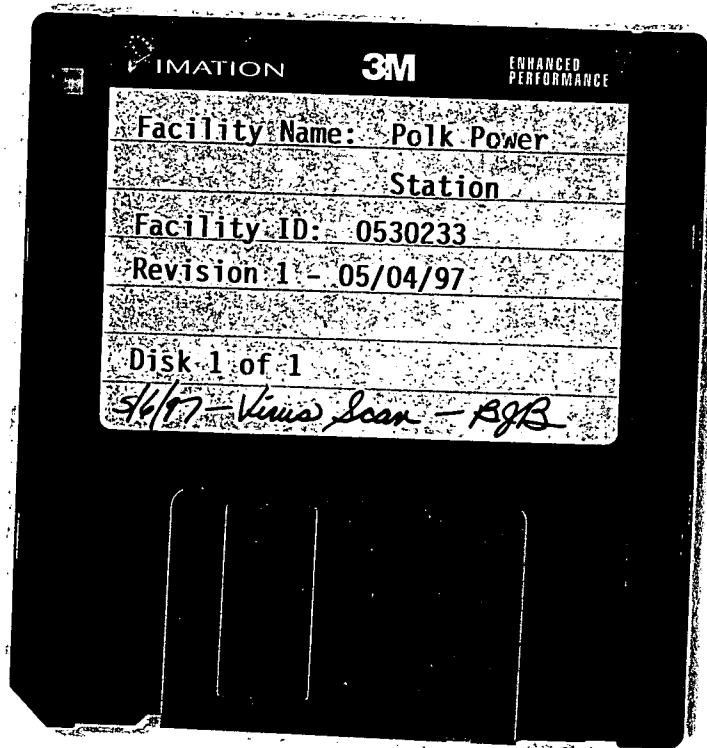 IMATION 3M ENHANCED
PERFORMANCE
Facility Name: Polk Power
Station
Facility ID: 0530233
Revision 1 - 05/04/97
Disk 1 of 1
5/6/97 - Virus Scan - BJB